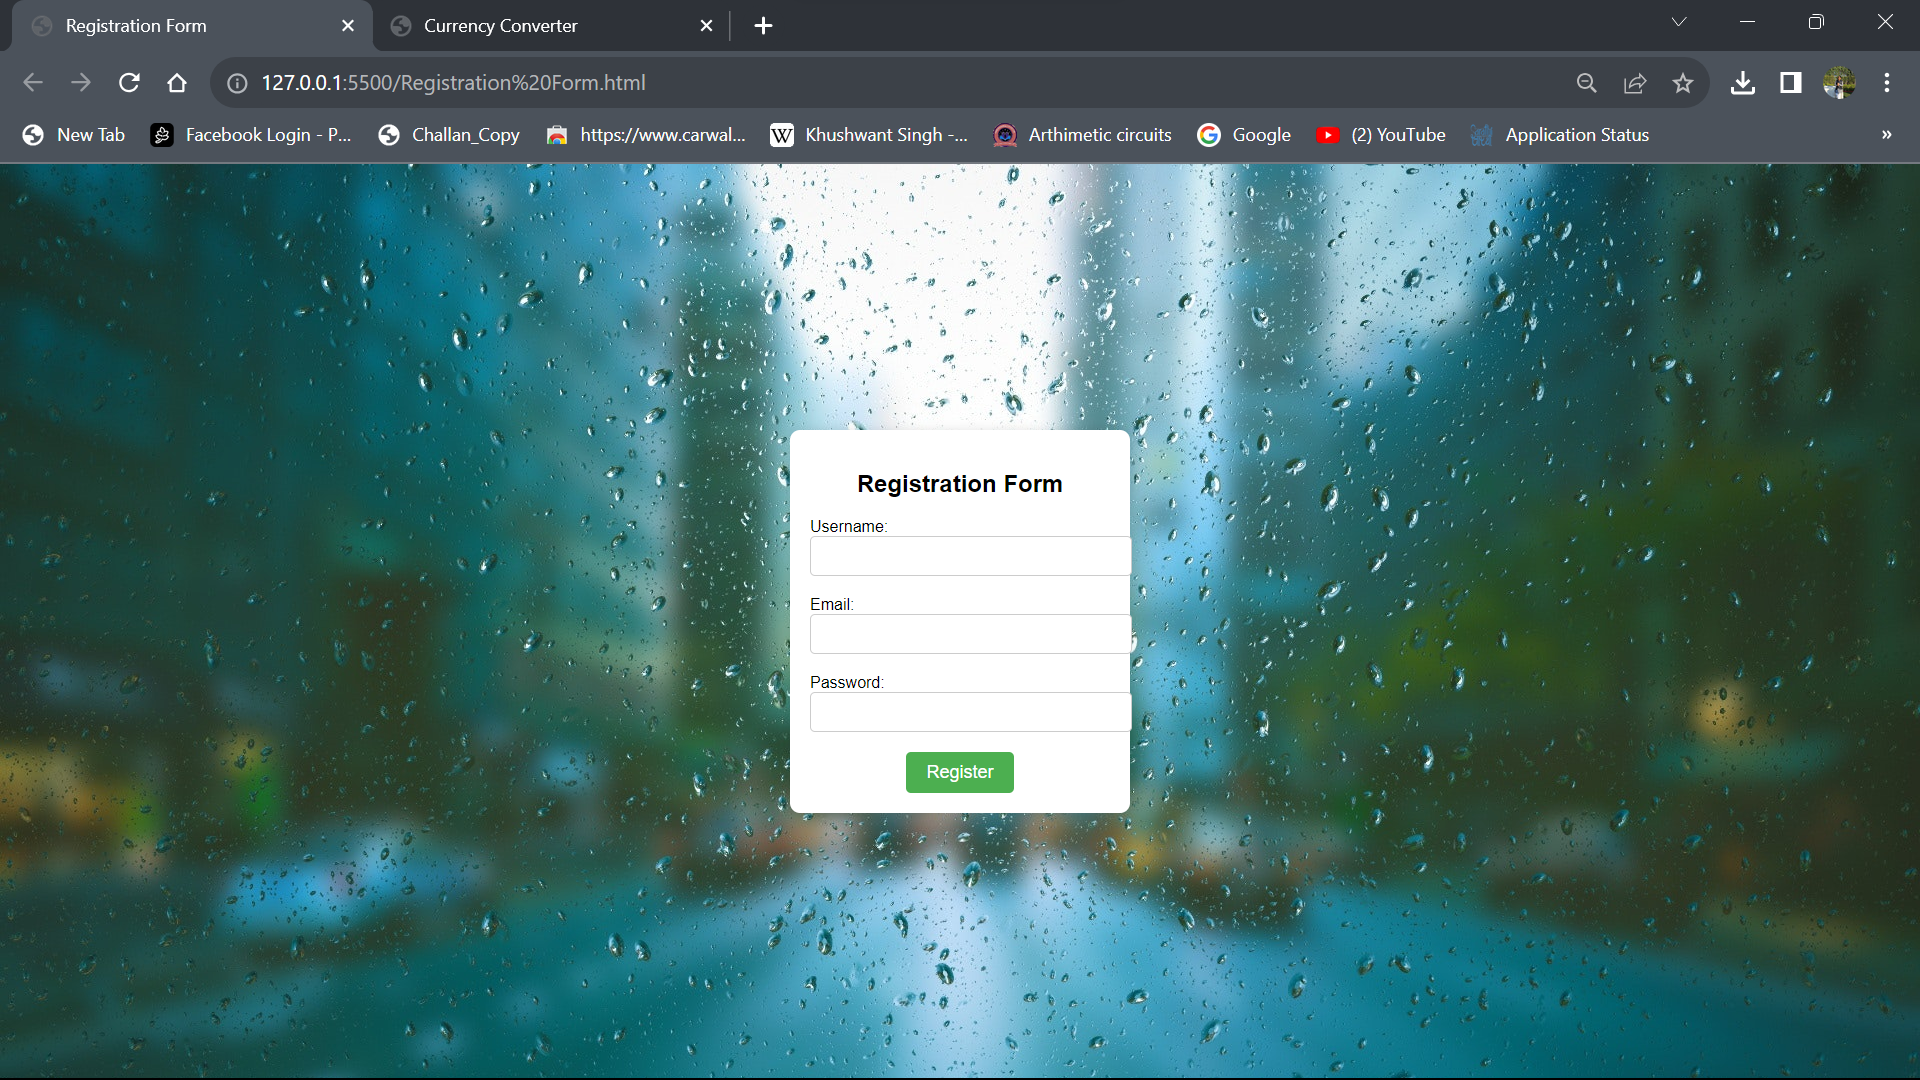 Registration Form
Currency Converter
127.0.0.1:5500/Registration%20Form.html
New Tab
Facebook Login - P...
Challan_Copy
https://www.carwal...
Khushwant Singh -...
Arthimetic circuits
Google
(2) YouTube
Application Status
»
Registration Form
Username:
Email:
Password:
Register